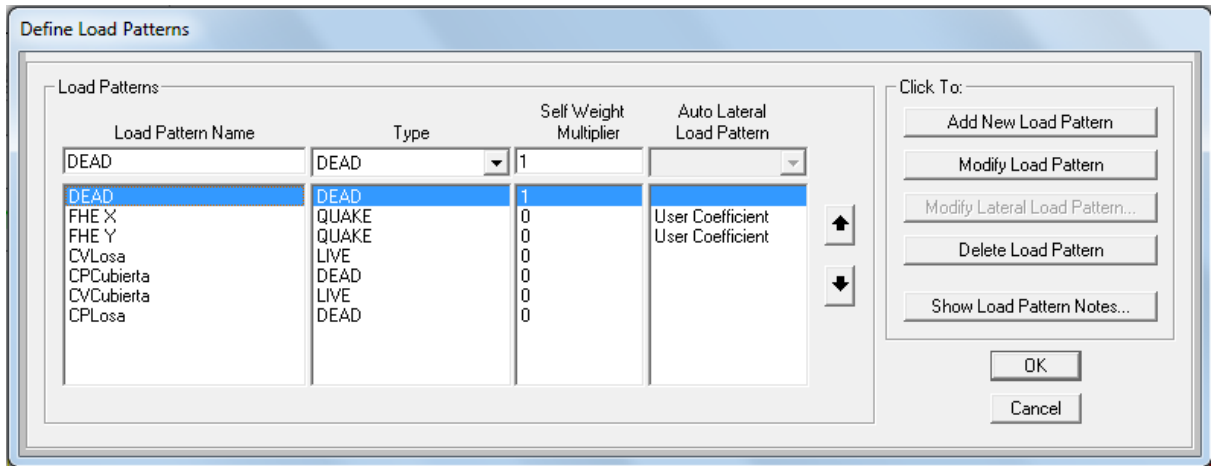 Define Load Patterns
Load Patterns
Click To:
Load Pattern Name Type Self Weight Multiplier Auto Lateral Load Pattern
DEAD DEAD 1
DEAD DEAD 1
FHE X QUAKE 0 User Coefficient
FHE Y QUAKE 0 User Coefficient
CVLosa LIVE 0
CPCubierta DEAD 0
CVCubierta LIVE 0
CPLosa DEAD 0
Add New Load Pattern
Modify Load Pattern
Modify Lateral Load Pattern...
Delete Load Pattern
Show Load Pattern Notes...
OK
Cancel